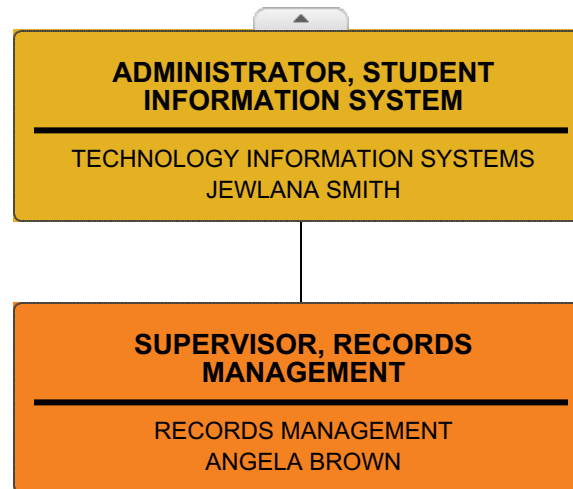 ADMINISTRATOR, STUDENT
INFORMATION SYSTEM
TECHNOLOGY INFORMATION SYSTEMS
JEWLANA SMITH
SUPERVISOR, RECORDS
MANAGEMENT
RECORDS MANAGEMENT
ANGELA BROWN